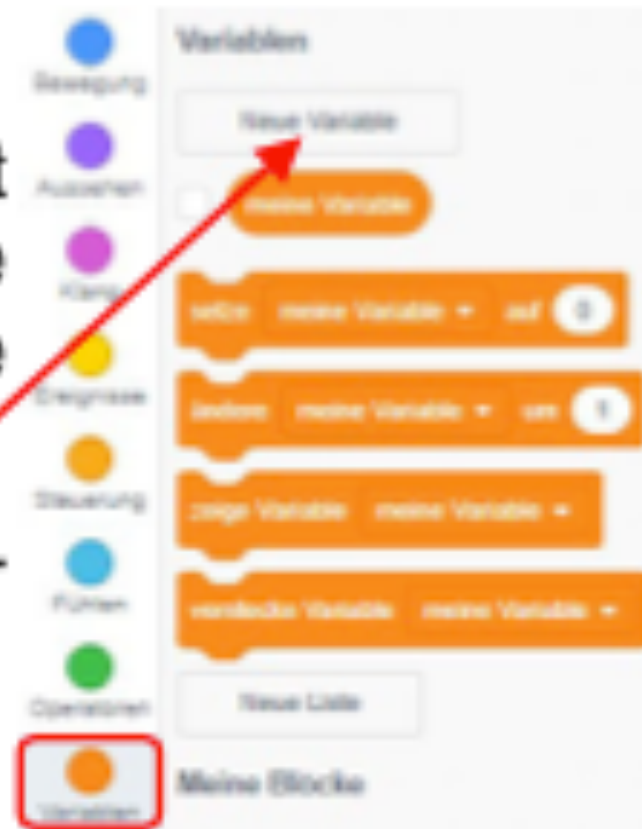 Bewegung
Aussehen
Klang
Ereignisse
Steuerung
Fühlen
Operatoren
Variablen
t
e
e
-
Variablen
Neue Variable
meine Variable
setze meine Variable auf 0
ändere meine Variable um 1
zeige Variable meine Variable
verstecke Variable meine Variable
Neue Liste
Meine Blöcke